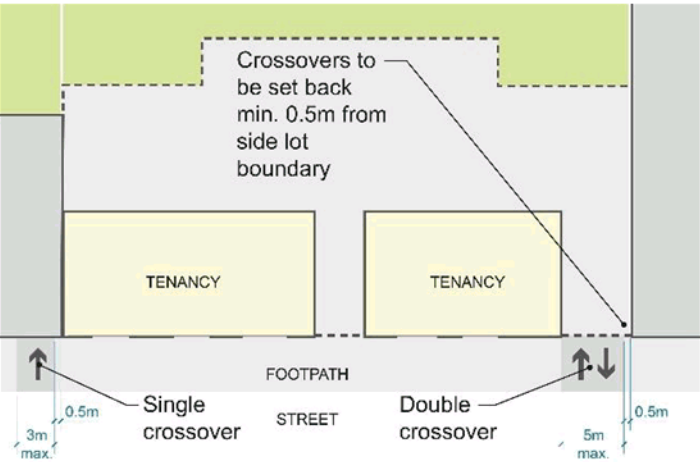 Crossovers to
be set back
min. 0.5m from
side lot
boundary
TENANCY
TENANCY
FOOTPATH
STREET
Single
crossover
Double
crossover
0.5m
3m
max.
0.5m
5m
max.